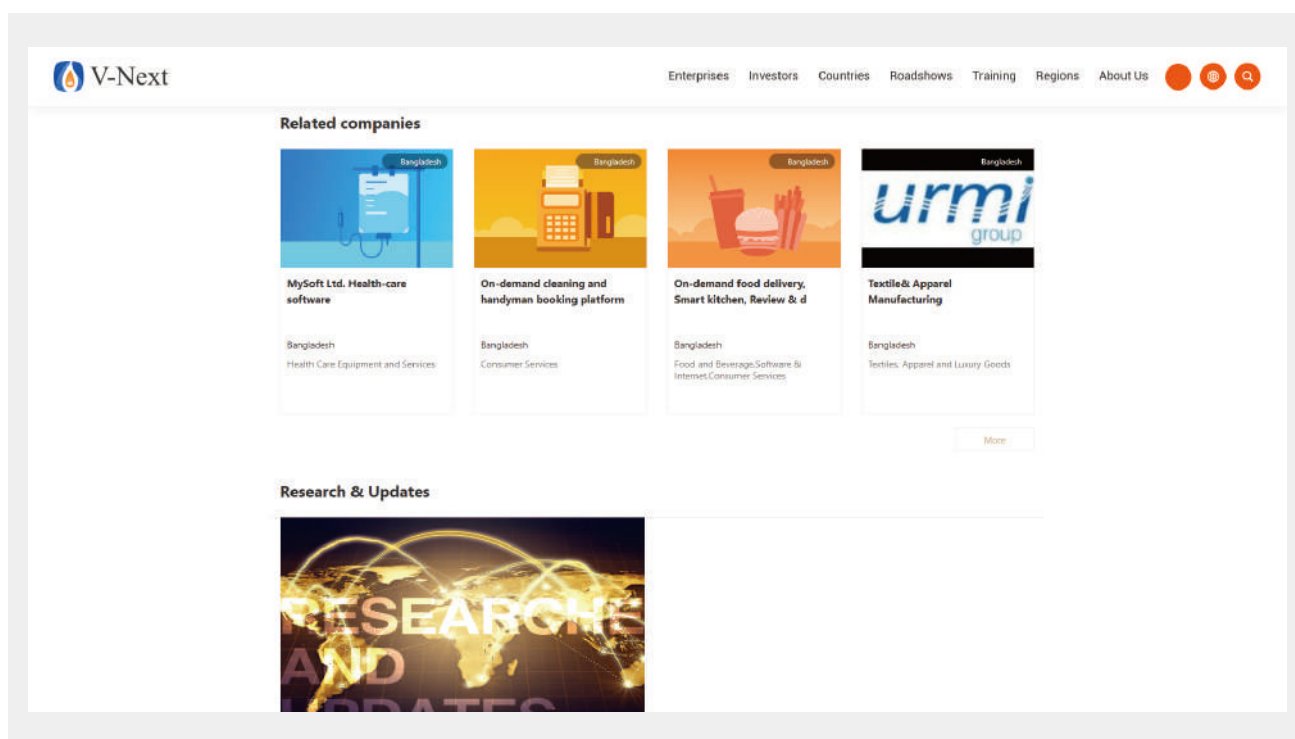 V-Next
Enterprises Investors Countries Roadshows Training Regions About Us
Related companies
Bangladesh
Bangladesh
Bangladesh
Bangladesh
urmi
group
MySoft Ltd. Health-care
software
Bangladesh
Health Care Equipment and Services
On-demand cleaning and
handyman booking platform
Bangladesh
Consumer Services
On-demand food delivery,
Smart kitchen, Review & d
Bangladesh
Food and Beverage,Software &
Internet,Consumer Services
Textile& Apparel
Manufacturing
Bangladesh
Textiles, Apparel and Luxury Goods
More
Research & Updates
RESEARCHE
AND
UPDATES